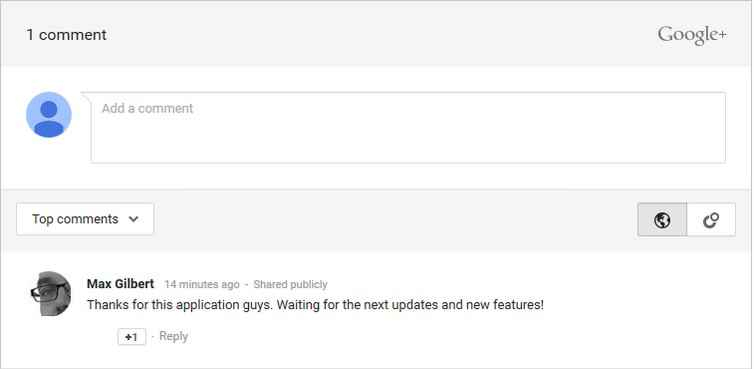 1 comment Google+
Add a comment
Top comments
Max Gilbert 14 minutes ago - Shared publicly
Thanks for this application guys. Waiting for the next updates and new features!
+1 · Reply